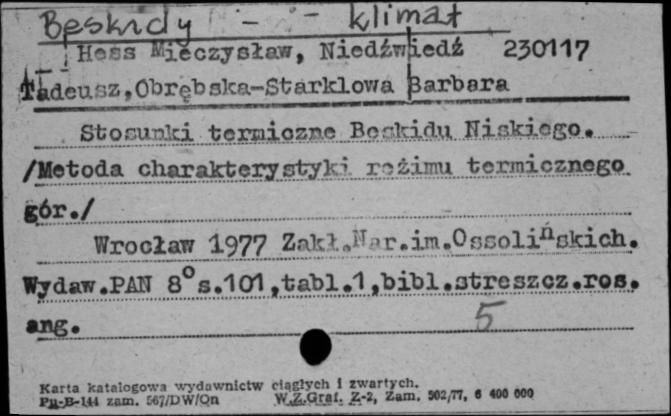 Beskidy - klimat
Hess Mieczysław, Niedźwiedź 230117
Tadeusz,Obrębska-Starklowa Barbara
Stosunki termiczne Beskidu Niskiego.
/Metoda charakterystyki reżimu termicznego
gór./
Wrocław 1977 Zakł.Nar.im.Ossolińskich.
Wydaw.PAN 8° s.101,tabl.1,bibl.streszcz.ros.
ang.
5
Karta katalogowa wydawnictw ciągłych i zwartych.
Pu-B-144 zam. 567/DW/Qn W.Z.Graf. Z-2, Zam. 502/77, 6 400 000